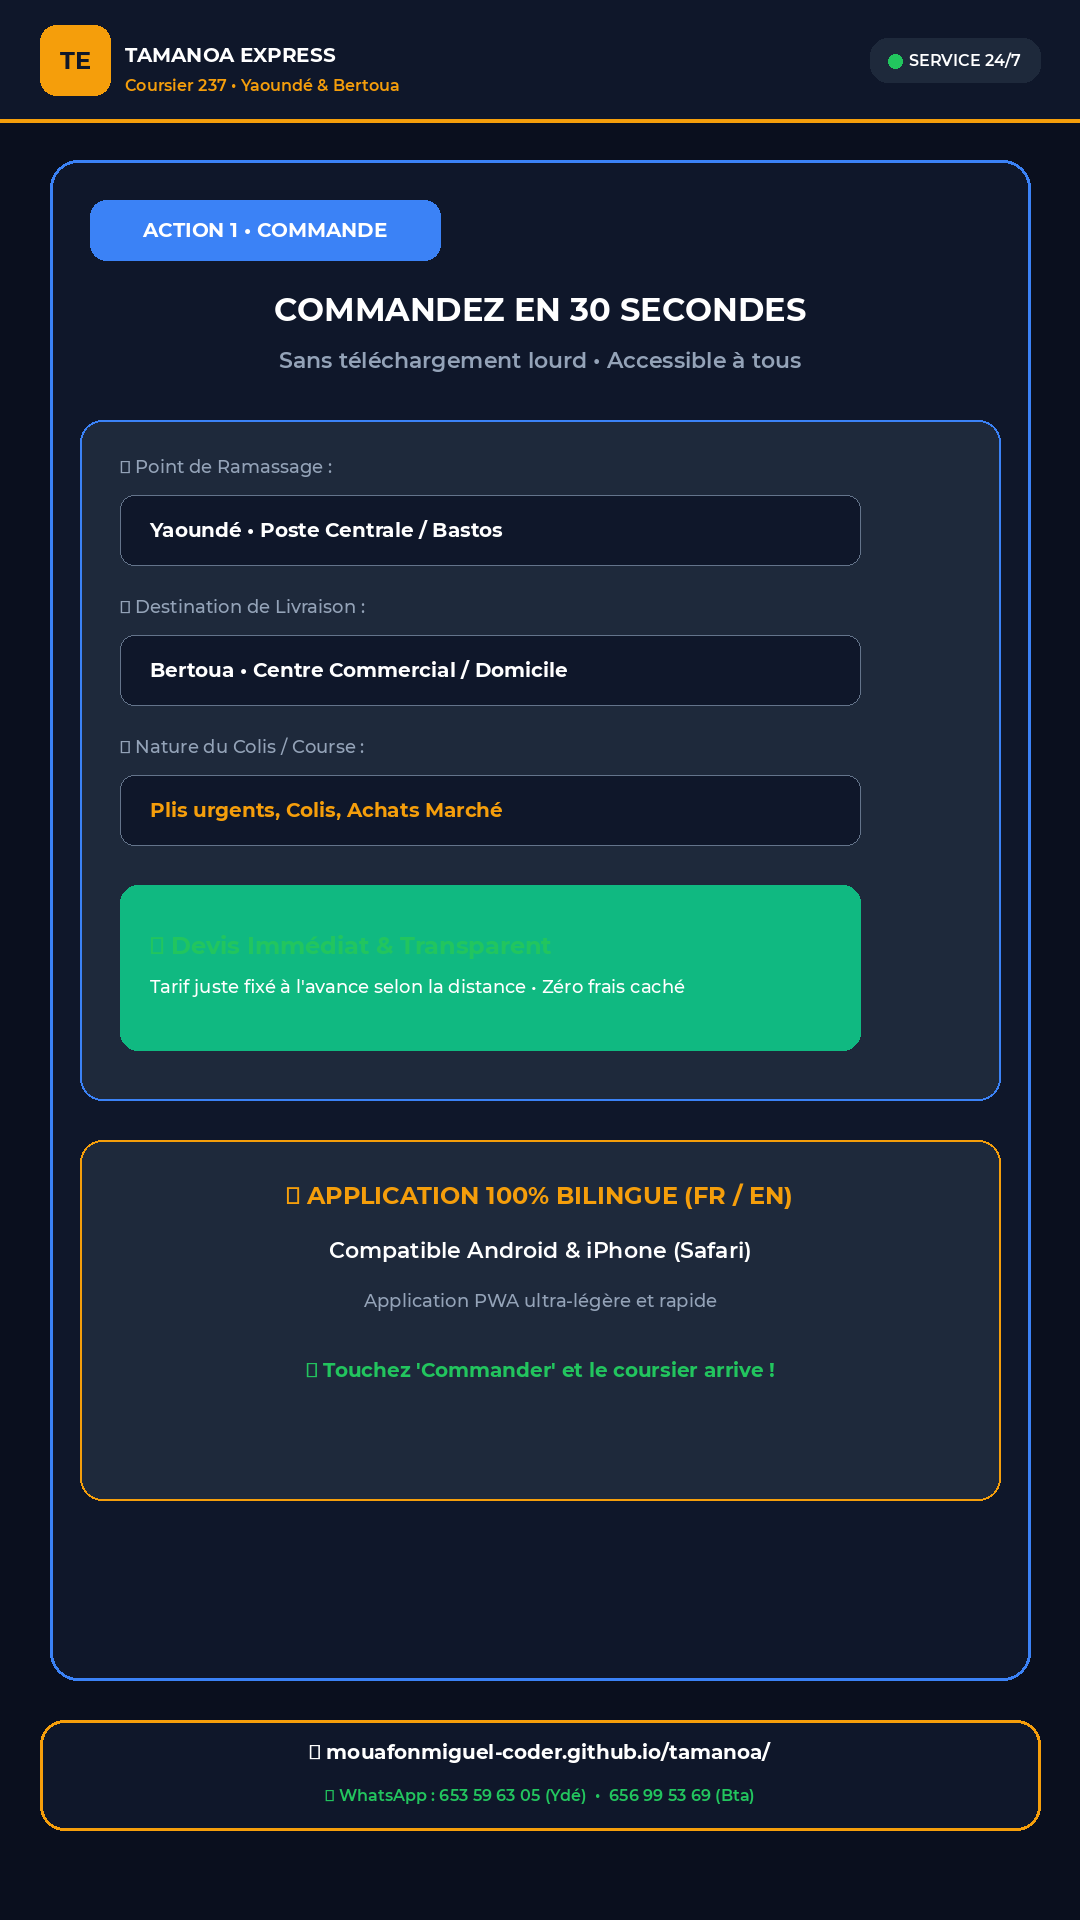 TE
TAMANOA EXPRESS
Coursier 237 • Yaoundé & Bertoua
SERVICE 24/7
ACTION 1 • COMMANDE
COMMANDEZ EN 30 SECONDES
Sans téléchargement lourd • Accessible à tous
Point de Ramassage :
Yaoundé • Poste Centrale / Bastos
Destination de Livraison :
Bertoua • Centre Commercial / Domicile
Nature du Colis / Course :
Plis urgents, Colis, Achats Marché
Devis Immédiat & Transparent
Tarif juste fixé à l'avance selon la distance • Zéro frais caché
APPLICATION 100% BILINGUE (FR / EN)
Compatible Android & iPhone (Safari)
Application PWA ultra-légère et rapide
Touchez 'Commander' et le coursier arrive !
mouafonmiguel-coder.github.io/tamanoa/
WhatsApp : 653 59 63 05 (Ydé) • 656 99 53 69 (Bta)